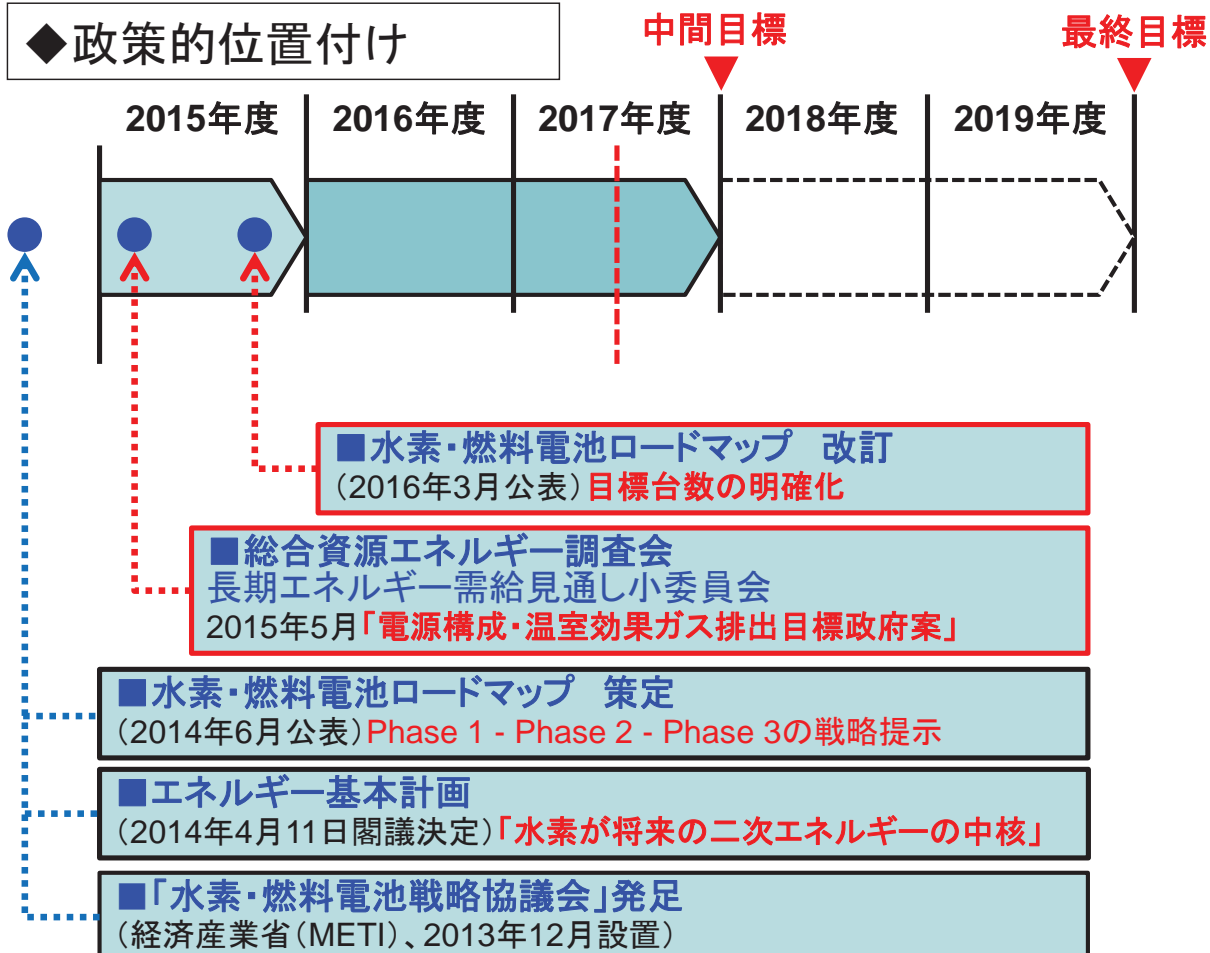 ◆政策的位置付け
中間目標
最終目標
2015年度
2016年度
2017年度
2018年度
2019年度
■水素・燃料電池ロードマップ　改訂
（2016年3月公表）目標台数の明確化
■総合資源エネルギー調査会
長期エネルギー需給見通し小委員会
2015年5月「電源構成・温室効果ガス排出目標政府案」
■水素・燃料電池ロードマップ　策定
（2014年6月公表）Phase 1 - Phase 2 - Phase 3の戦略提示
■エネルギー基本計画
（2014年4月11日閣議決定）「水素が将来の二次エネルギーの中核」
■「水素・燃料電池戦略協議会」発足
（経済産業省（METI）、2013年12月設置）